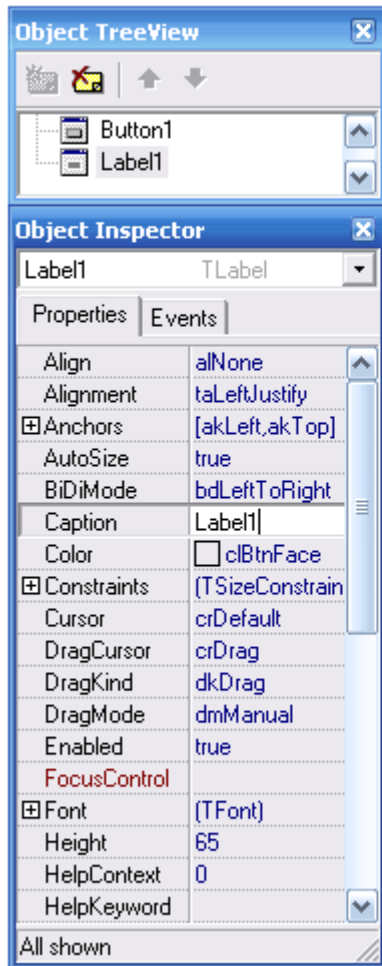 Object TreeView
Button1
Label1
Object Inspector
Label1 TLabel
Properties Events
Align alNone
Alignment taLeftJustify
Anchors [akLeft,akTop]
AutoSize true
BiDiMode bdLeftToRight
Caption Label1
Color clBtnFace
Constraints (TSizeConstrain
Cursor crDefault
DragCursor crDrag
DragKind dkDrag
DragMode dmManual
Enabled true
FocusControl
Font (TFont)
Height 65
HelpContext 0
HelpKeyword
All shown